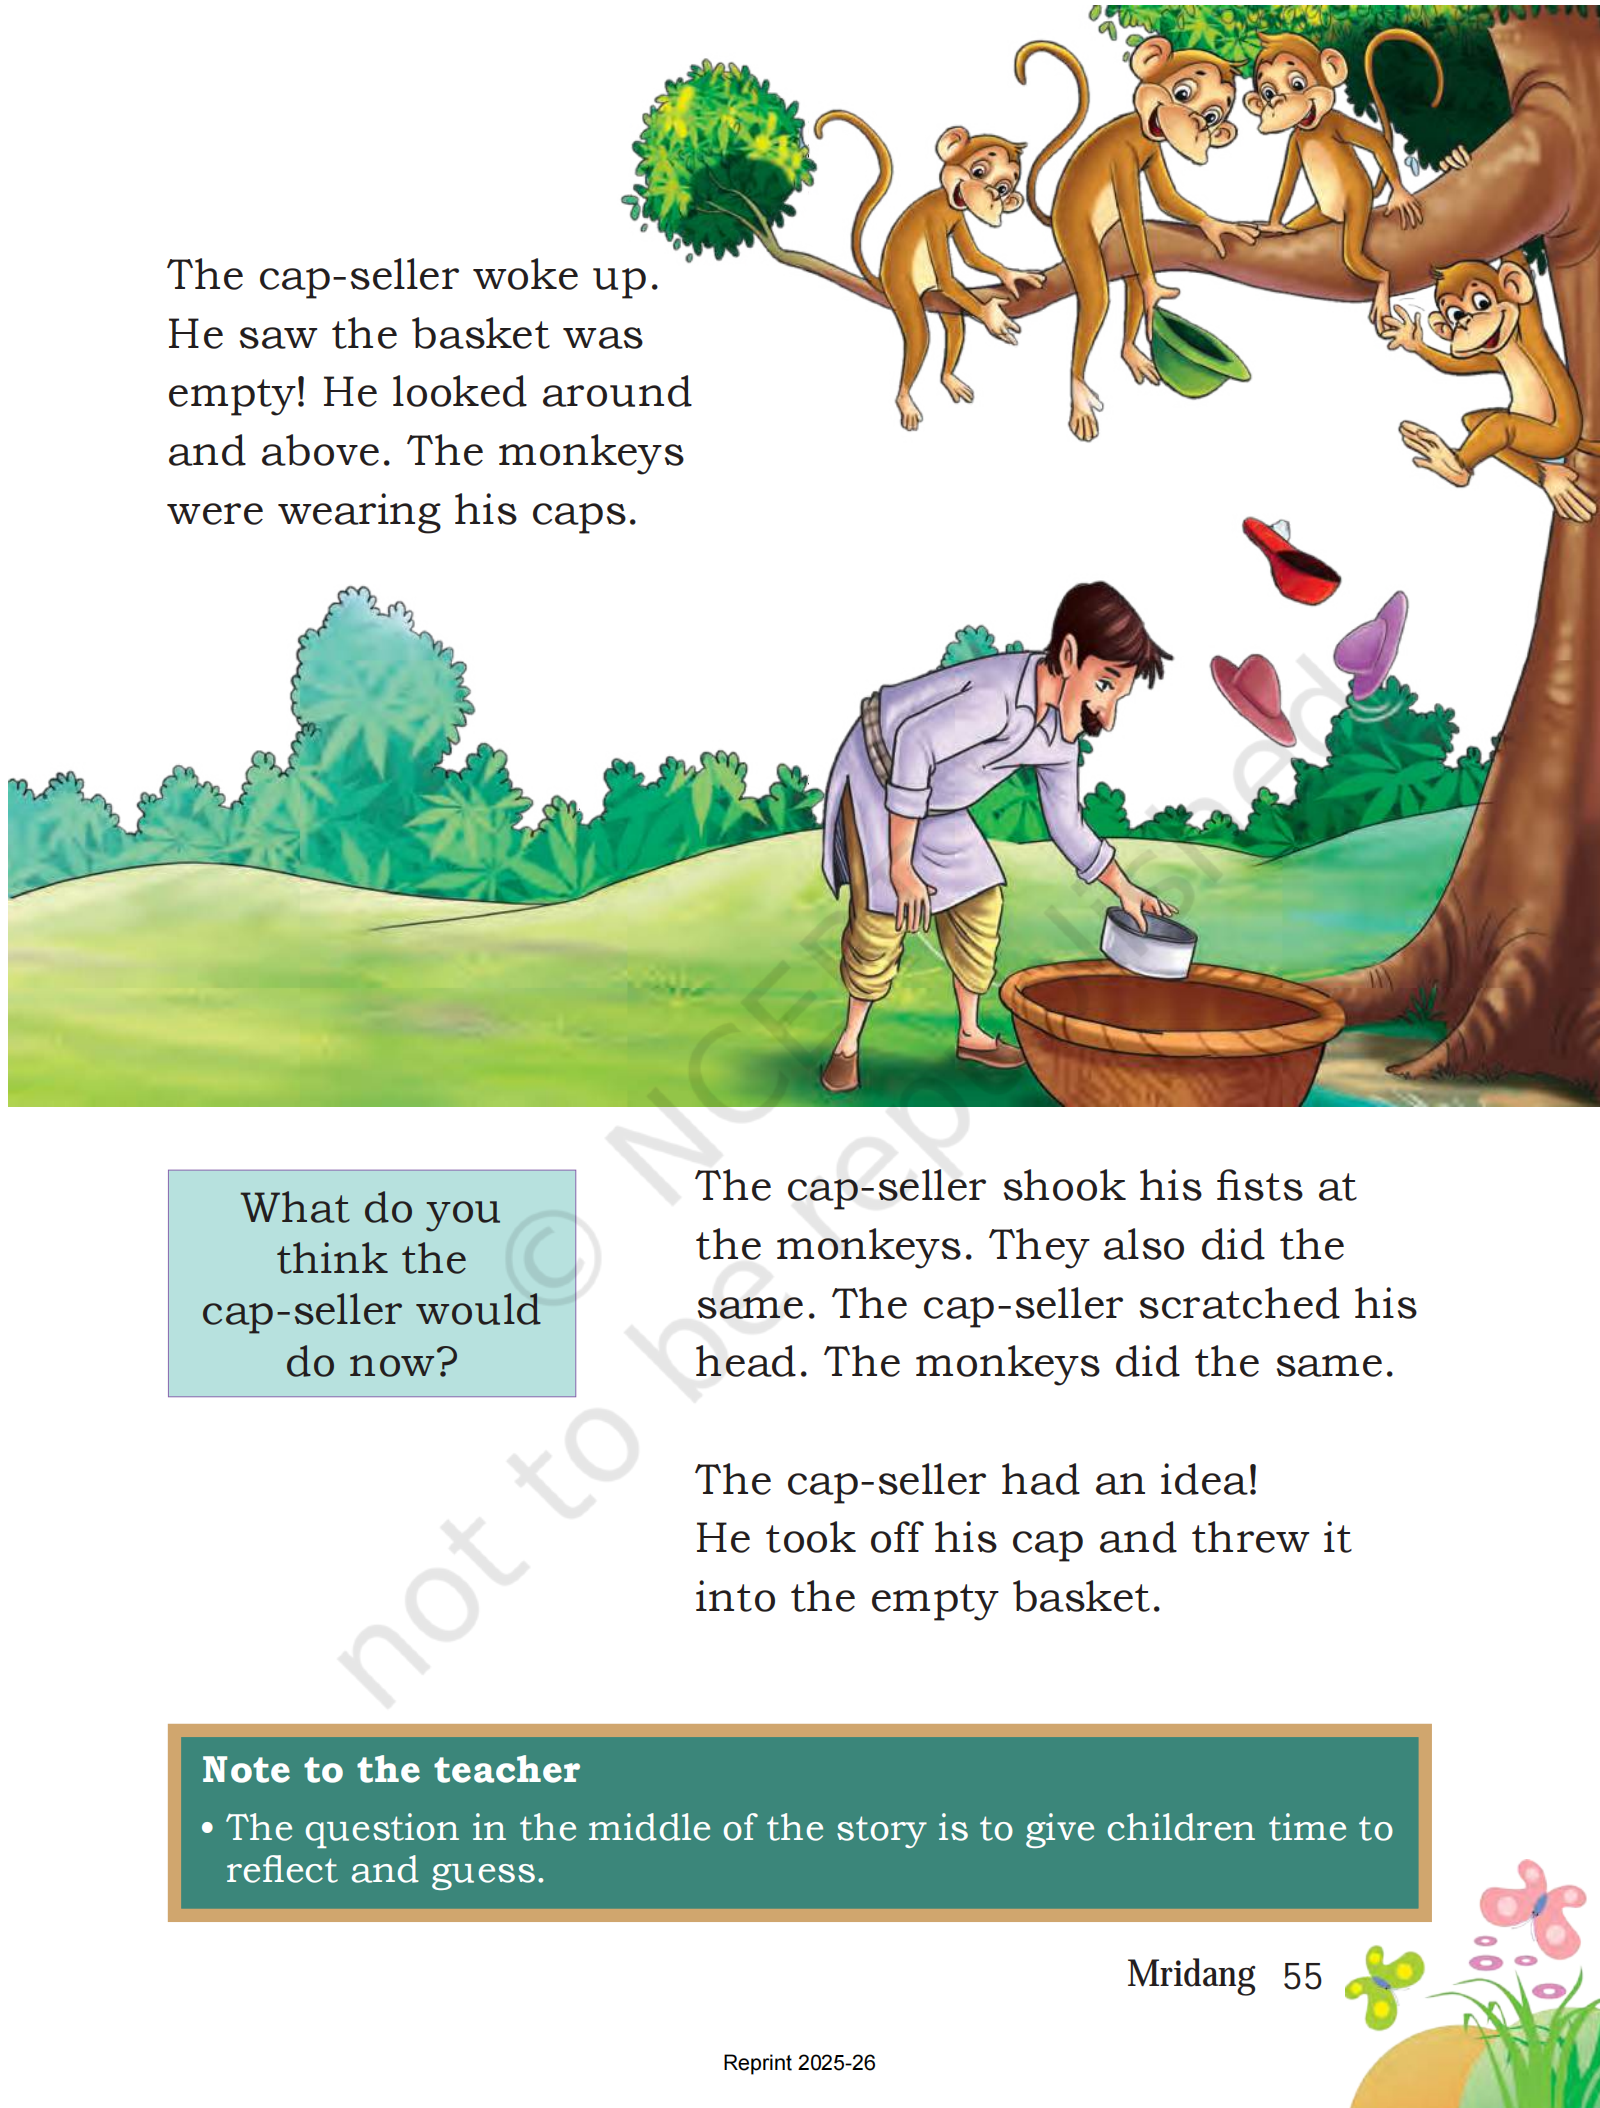 The cap-seller woke up.
He saw the basket was
empty! He looked around
and above. The monkeys
were wearing his caps.
What do you
think the
cap-seller would
do now?
The cap-seller shook his fists at
the monkeys. They also did the
same. The cap-seller scratched his
head. The monkeys did the same.
The cap-seller had an idea!
He took off his cap and threw it
into the empty basket.
Note to the teacher
• The question in the middle of the story is to give children time to
reflect and guess.
Mridang 55
Reprint 2025-26
© NCERT
not to be republished